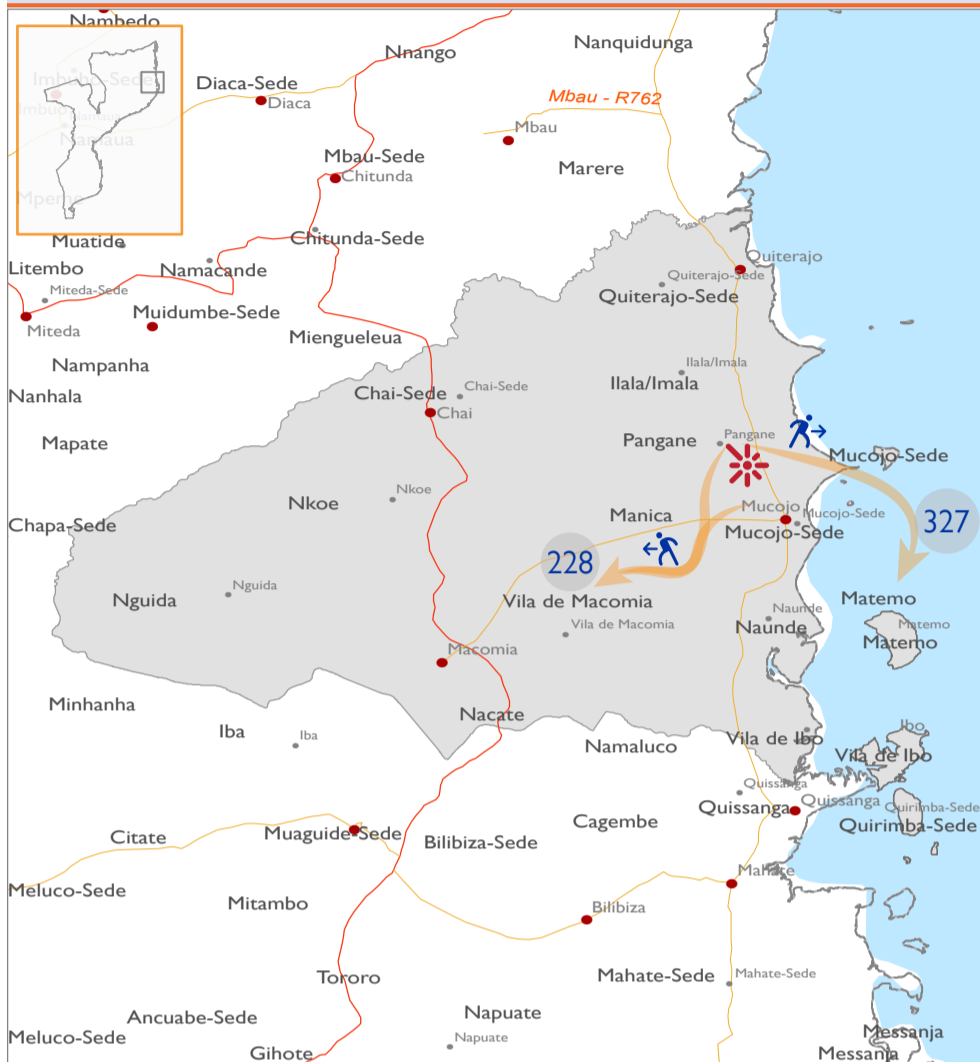 Nambedo
Nnango
Nanquidunga
Imbuho-Sede
Diaca-Sede
Diaca
Mbau - R762
Mbau
Namaua
Mbau-Sede
Chitunda
Marere
Muatide
Chitunda-Sede
Litembo
Namacande
Quiterajo
Quiterajo-Sede
Quiterajo-Sede
Miteda-Sede
Miteda
Muidumbe-Sede
Miengueleua
Nampanha
Ilala/Imala
Ilala/Imala
Nanhala
Chai-Sede
Chai-Sede
Chai
Mapate
Pangane
Pangane
Mucojo-Sede
Nkoe
Nkoe
Chapa-Sede
Manica
Mucojo
Mucojo-Sede
Mucojo-Sede
327
228
Nguida
Nguida
Vila de Macomia
Vila de Macomia
Naunde
Naunde
Matemo
Matemo
Matemo
Macomia
Minhanha
Nacate
Iba
Iba
Namaluco
Vila de Ibo
Ibo
Vila de Ibo
Quissanga
Quissanga
Quissanga
Quirimba-Sede
Quirimba-Sede
Citate
Muaguide-Sede
Bilibiza-Sede
Cagembe
Meluco-Sede
Mitambo
Bilibiza
Mahate
Tororo
Mahate-Sede
Mahate-Sede
Ancuabe-Sede
Napuate
Napuate
Meluco-Sede
Gihote
Messanja
Messanja